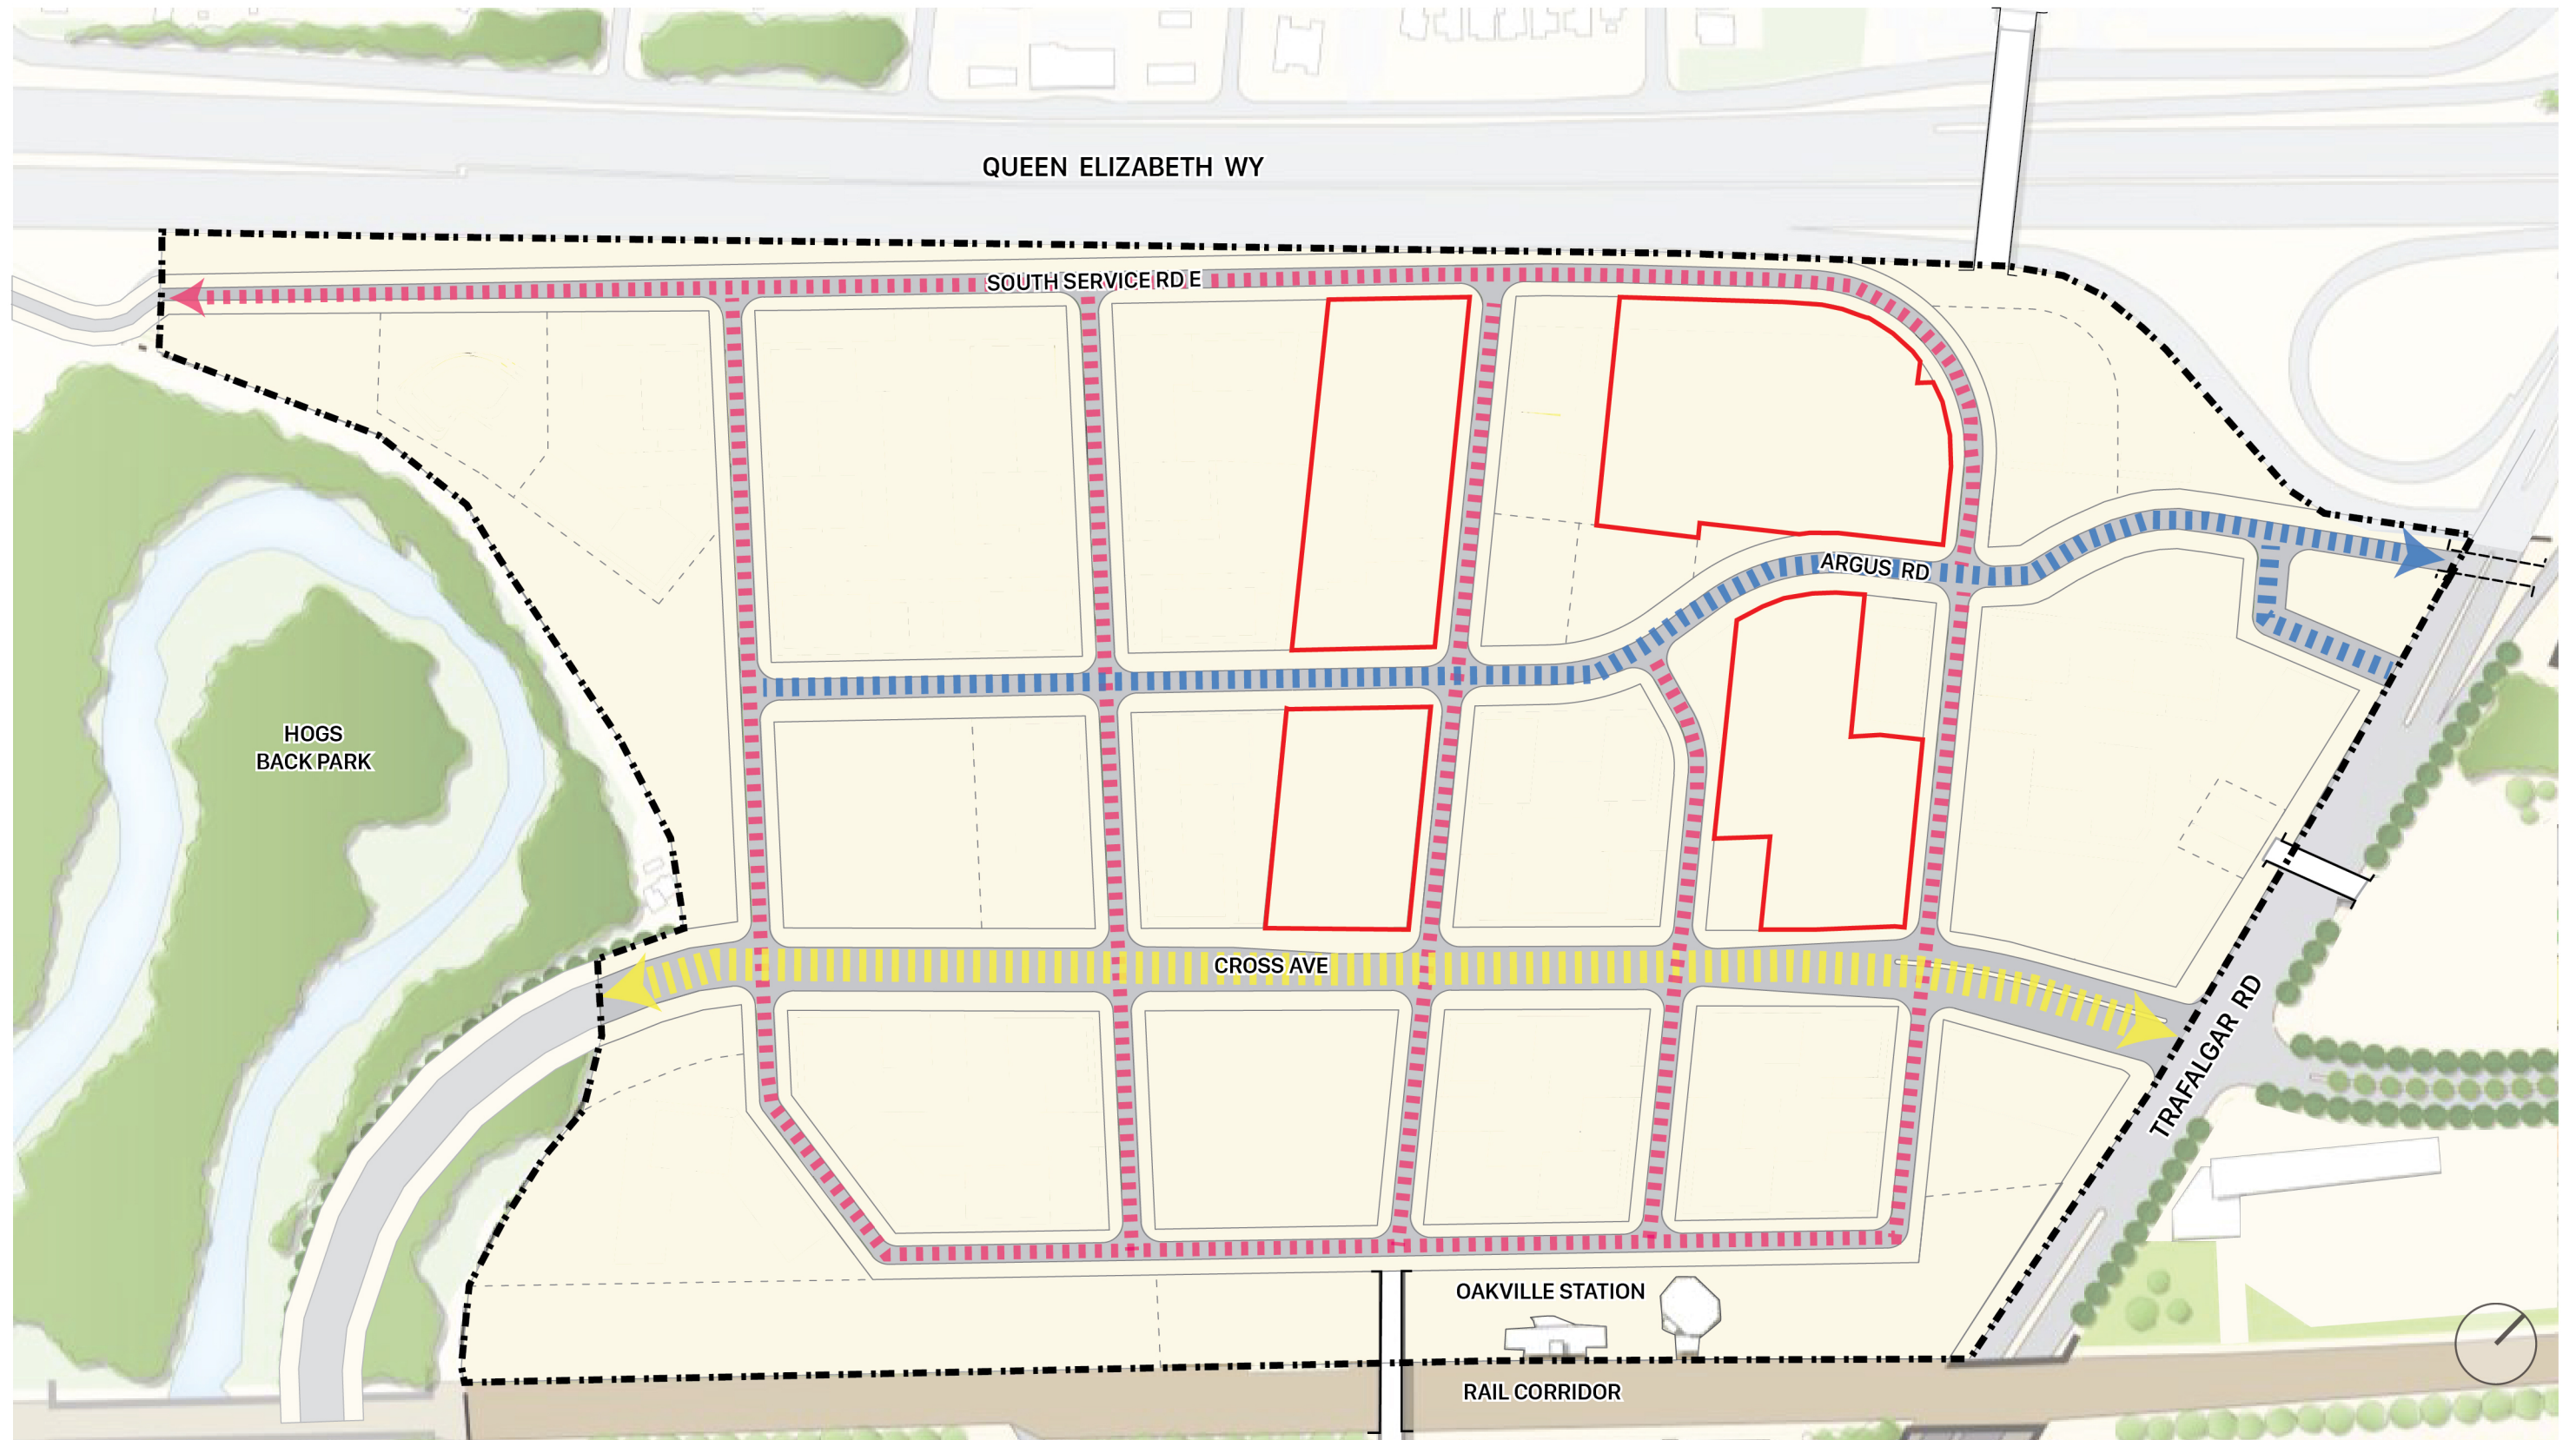 QUEEN ELIZABETH WY
SOUTH SERVICE RD E
ARGUS RD
HOGS
BACK PARK
CROSS AVE
TRAFALGAR RD
OAKVILLE STATION
RAIL CORRIDOR